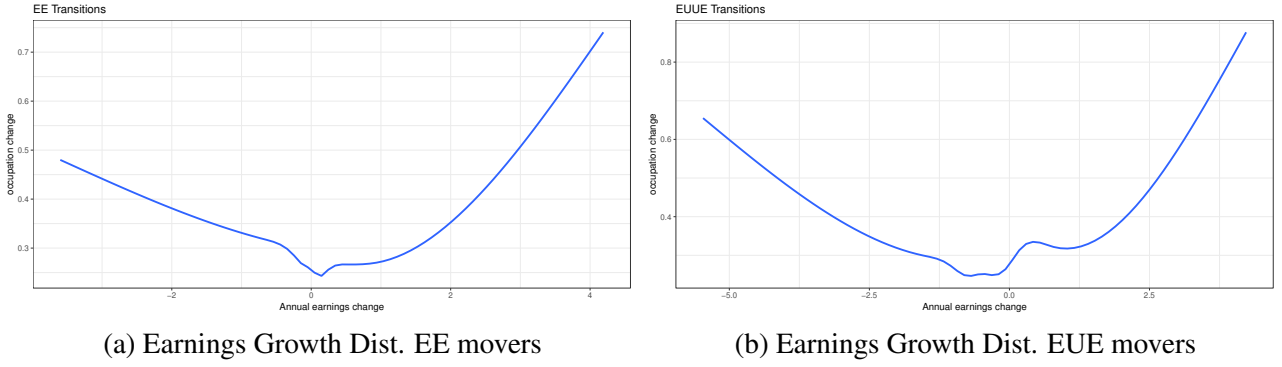 EE Transitions
0.7
0.6
0.5
0.4
0.3
occupation change
−2
0
2
4
Annual earnings change
(a) Earnings Growth Dist. EE movers
EUUE Transitions
0.8
0.6
0.4
occupation change
−5.0
−2.5
0.0
2.5
Annual earnings change
(b) Earnings Growth Dist. EUE movers